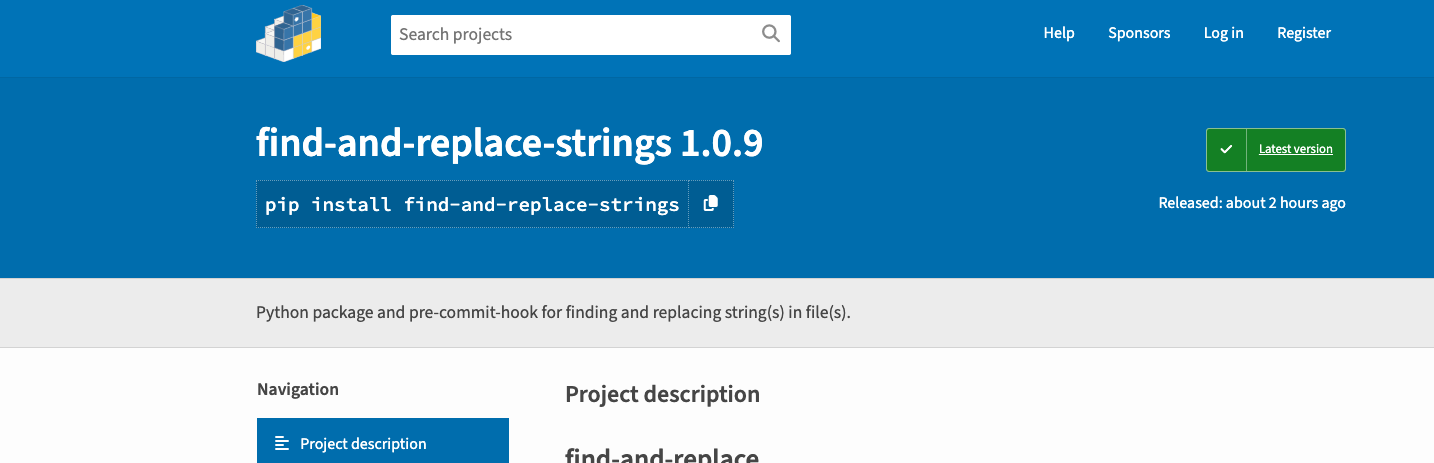 Search projects
Help
Sponsors
Log in
Register
find-and-replace-strings 1.0.9
Latest version
pip install find-and-replace-strings
Released: about 2 hours ago
Python package and pre-commit-hook for finding and replacing string(s) in file(s).
Navigation
Project description
Project description
find-and-replace